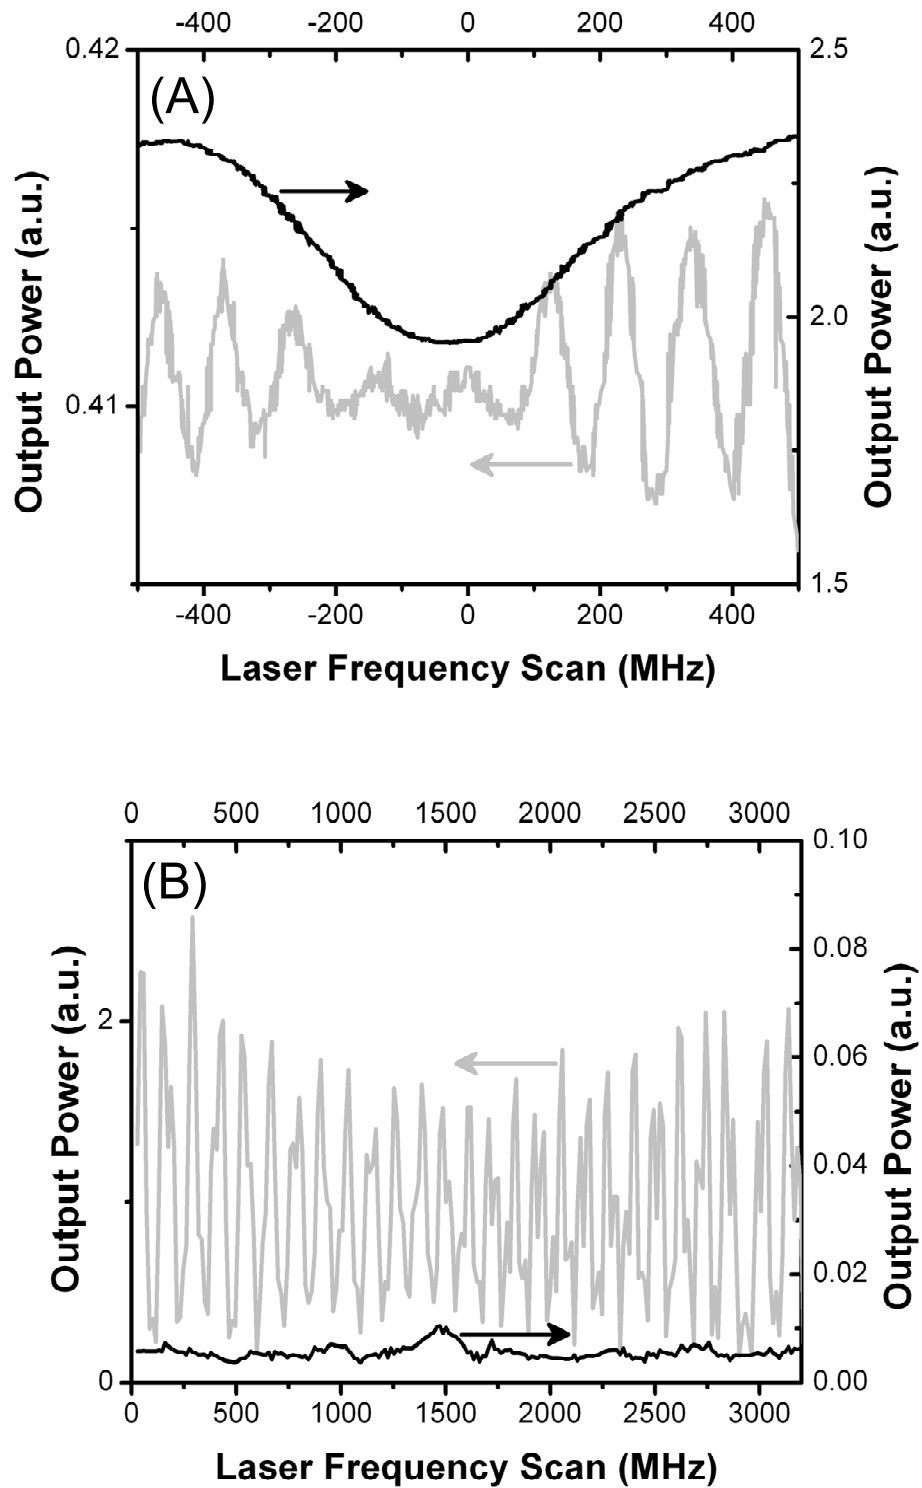 -400 -200 0 200 400
0.42 2.5
(A)
Output Power (a.u.)
2.0
Output Power (a.u.)
0.41
1.5
-400 -200 0 200 400
Laser Frequency Scan (MHz)
0 500 1000 1500 2000 2500 3000
0.10
(B)
0.08
Output Power (a.u.)
2
0.06
Output Power (a.u.)
0.04
0.02
0 0.00
0 500 1000 1500 2000 2500 3000
Laser Frequency Scan (MHz)